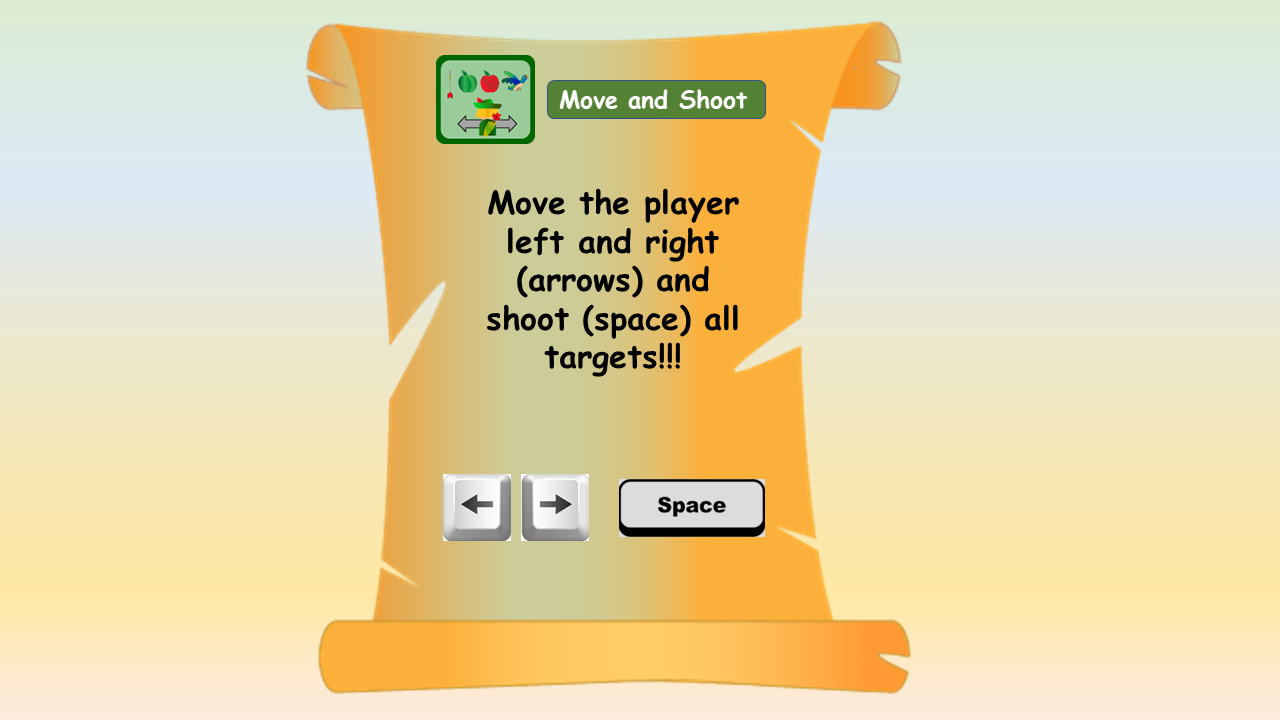 Move and Shoot
Move the player
left and right
(arrows) and
shoot (space) all
targets!!!
Space